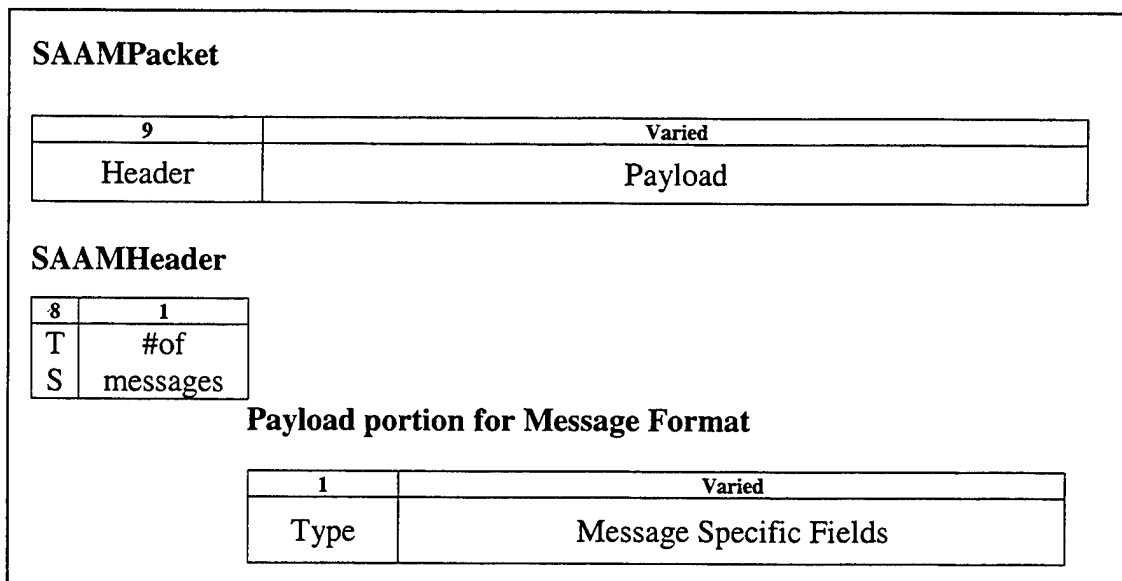 SAAMPacket
9 Varied
Header Payload
SAAMHeader
8 1
T #of
S messages
Payload portion for Message Format
1 Varied
Type Message Specific Fields